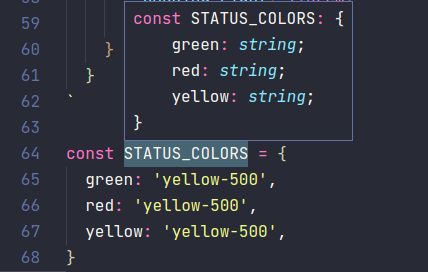 59
const STATUS_COLORS: {
green: string;
60 }
red: string;
61 }
yellow: string;
62 `
}
63
64 const STATUS_COLORS = {
65 green: 'yellow-500',
66 red: 'yellow-500',
67 yellow: 'yellow-500',
68 }